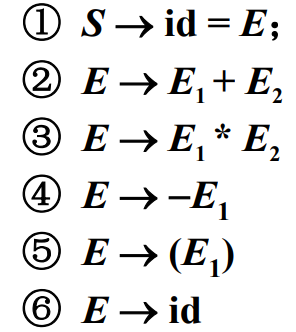 ① S → id = E;
② E → E₁ + E₂
③ E → E₁ * E₂
④ E → –E₁
⑤ E → (E₁)
⑥ E → id